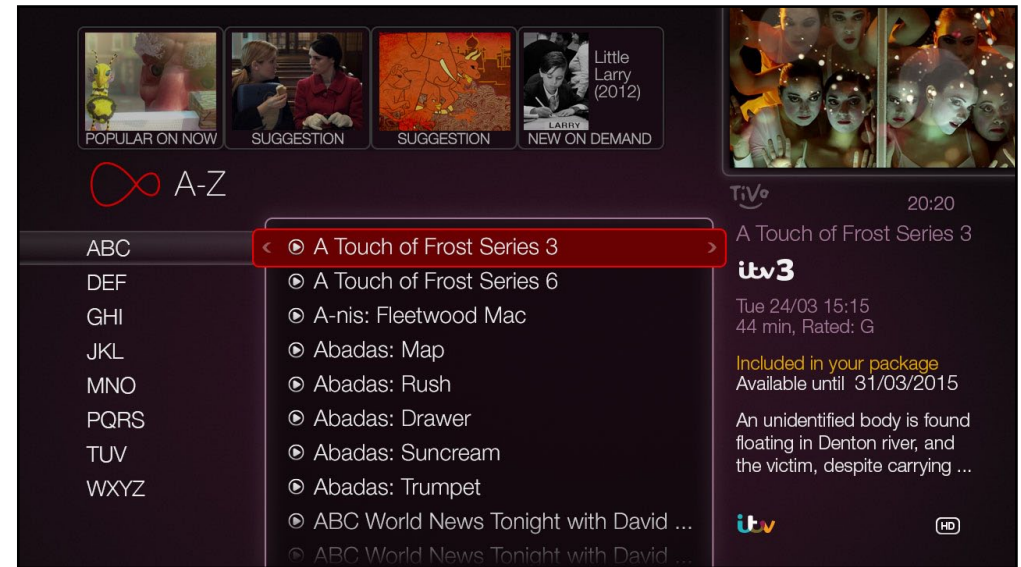 Little
Larry
(2012)
LARRY
POPULAR ON NOW
SUGGESTION
SUGGESTION
NEW ON DEMAND
A-Z
TiVo
20:20
ABC
DEF
GHI
JKL
MNO
PQRS
TUV
WXYZ
A Touch of Frost Series 3
A Touch of Frost Series 6
A-nis: Fleetwood Mac
Abadas: Map
Abadas: Rush
Abadas: Drawer
Abadas: Suncream
Abadas: Trumpet
ABC World News Tonight with David ...
ABC World News Tonight with David ...
A Touch of Frost Series 3
itv3
Tue 24/03 15:15
44 min, Rated: G
Included in your package
Available until 31/03/2015
An unidentified body is found
floating in Denton river, and
the victim, despite carrying ...
itv
HD